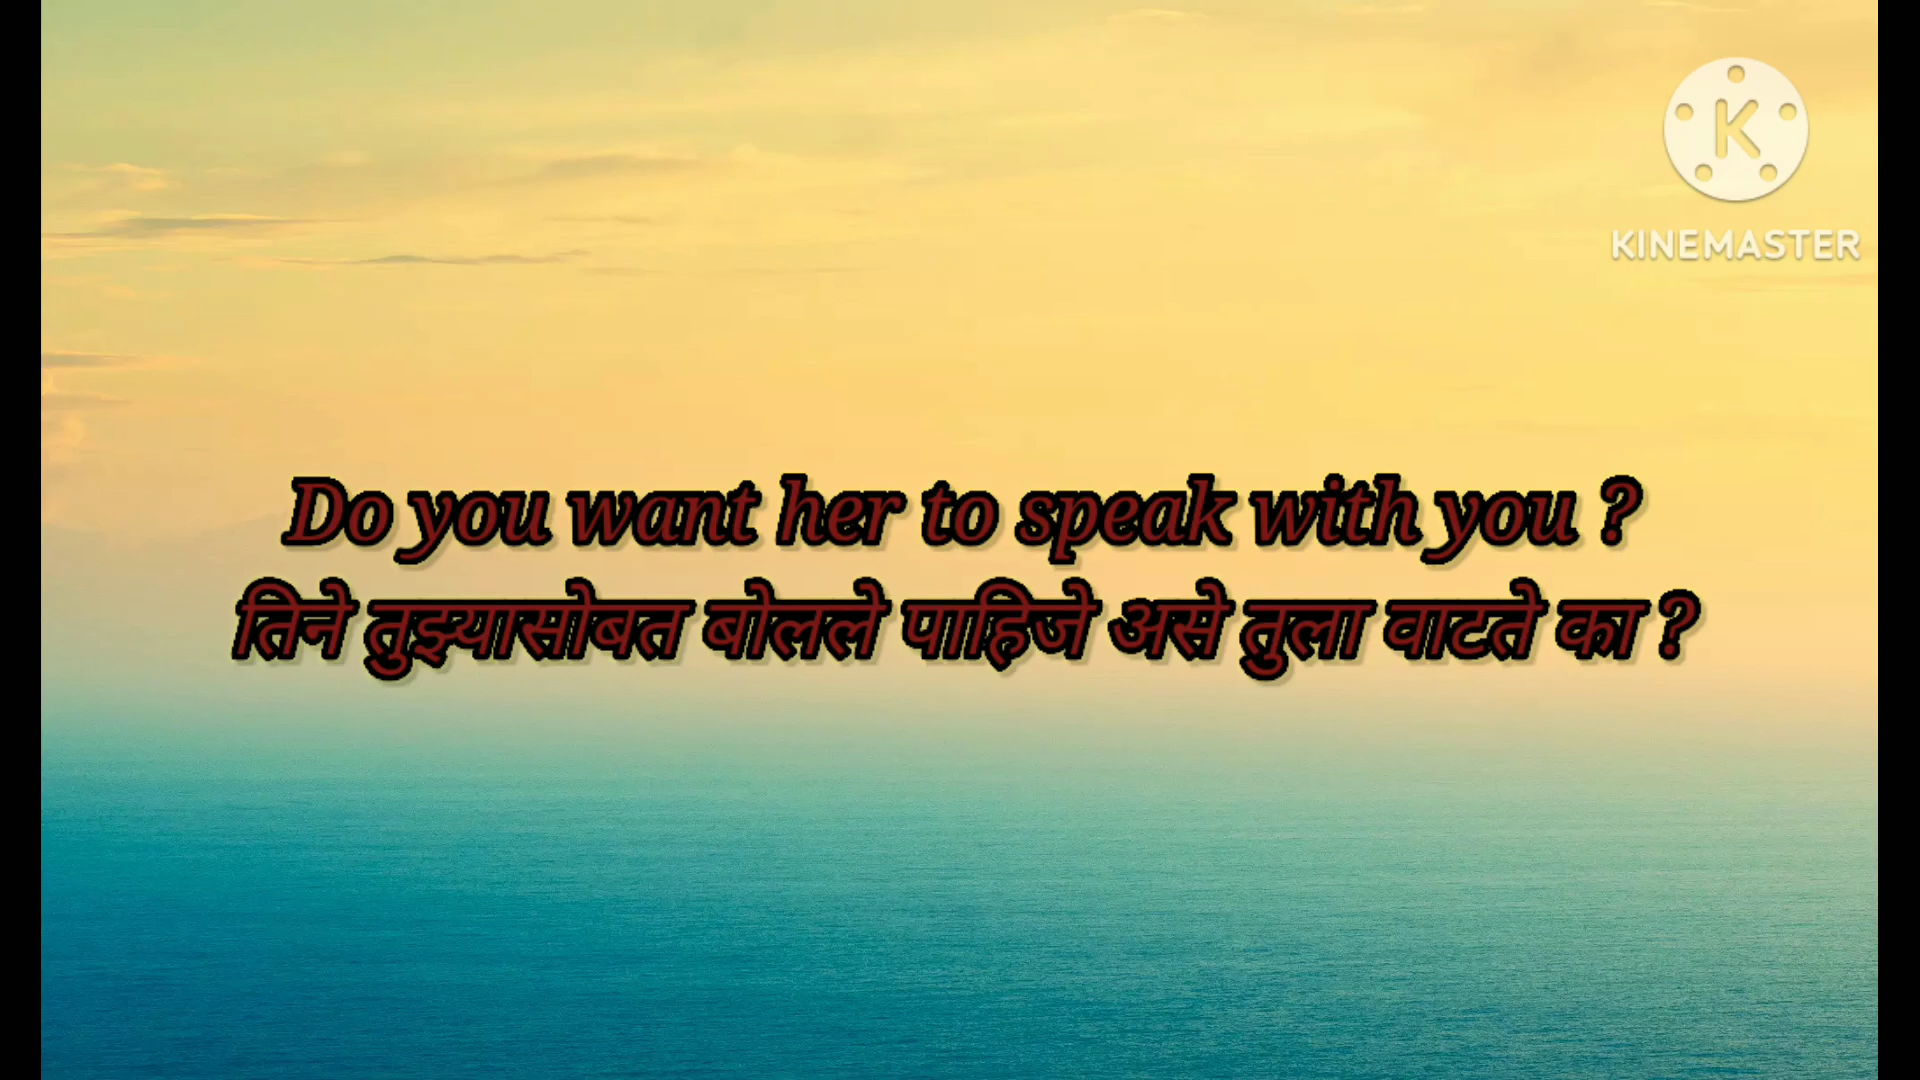 KINEMASTER
Do you want her to speak with you ?
तिने तुझ्यासोबत बोलले पाहिजे असे तुला वाटते का ?